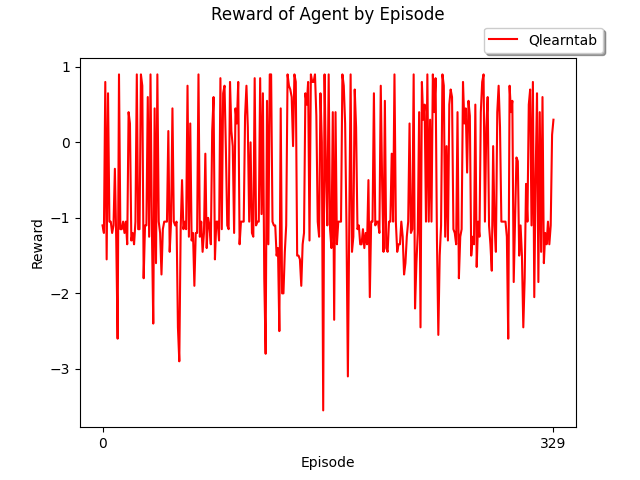 Reward of Agent by Episode
Qlearntab
1
0
−1
−2
−3
Reward
0
329
Episode